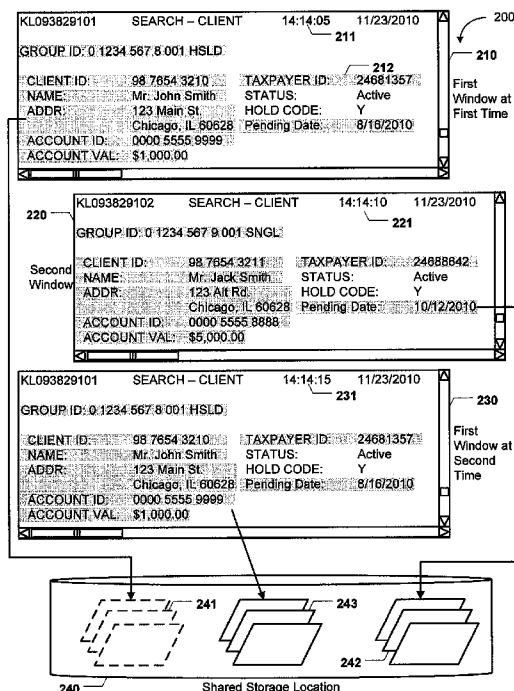 KL093829101 SEARCH – CLIENT 14:14:05 11/23/2010
200
211
GROUP ID: 0 1234 567 8 001 HSLD
212
210
CLIENT ID: 98 7654 3210 TAXPAYER ID: 24681357
NAME: Mr. John Smith STATUS: Active
ADDR: 123 Main St. HOLD CODE: Y
Chicago, IL 60628 Pending Date: 8/16/2010
ACCOUNT ID: 0000 5555 9999
ACCOUNT VAL: $1,000.00
First
Window at
First Time
KL093829102 SEARCH – CLIENT 14:14:10 11/23/2010
220
221
GROUP ID: 0 1234 567 9 001 SNGL
Second
Window
CLIENT ID: 98 7654 3211 TAXPAYER ID: 24688642
NAME: Mr. Jack Smith STATUS: Active
ADDR: 123 Alt Rd. HOLD CODE: Y
Chicago, IL 60628 Pending Date: 10/12/2010
ACCOUNT ID: 0000 5555 8888
ACCOUNT VAL: $5,000.00
KL093829101 SEARCH – CLIENT 14:14:15 11/23/2010
231
230
GROUP ID: 0 1234 567 8 001 HSLD
CLIENT ID: 98 7654 3210 TAXPAYER ID: 24681357
NAME: Mr. John Smith STATUS: Active
ADDR: 123 Main St. HOLD CODE: Y
Chicago, IL 60628 Pending Date: 8/16/2010
ACCOUNT ID: 0000 5555 9999
ACCOUNT VAL: $1,000.00
First
Window at
Second
Time
241
243
242
240
Shared Storage Location